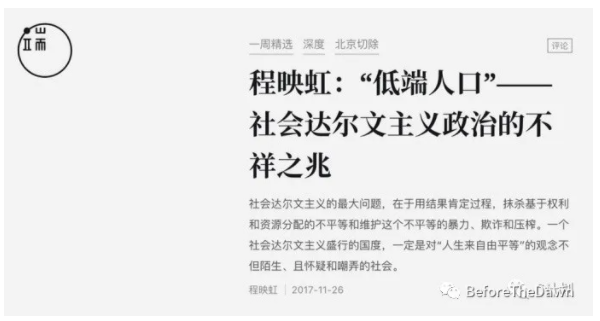 端
一周精选 深度 北京切除
评论
程映虹：“低端人口”——
社会达尔文主义政治的不
祥之兆
社会达尔文主义的最大问题，在于用结果肯定过程，抹杀基于权利
和资源分配的不平等和维护这个不平等的暴力、欺诈和压榨。一个
社会达尔文主义盛行的国度，一定是对“人生来自由平等”的观念不
但陌生、且怀疑和嘲弄的社会。
程映虹 | 2017-11-26
BeforeTheDawn